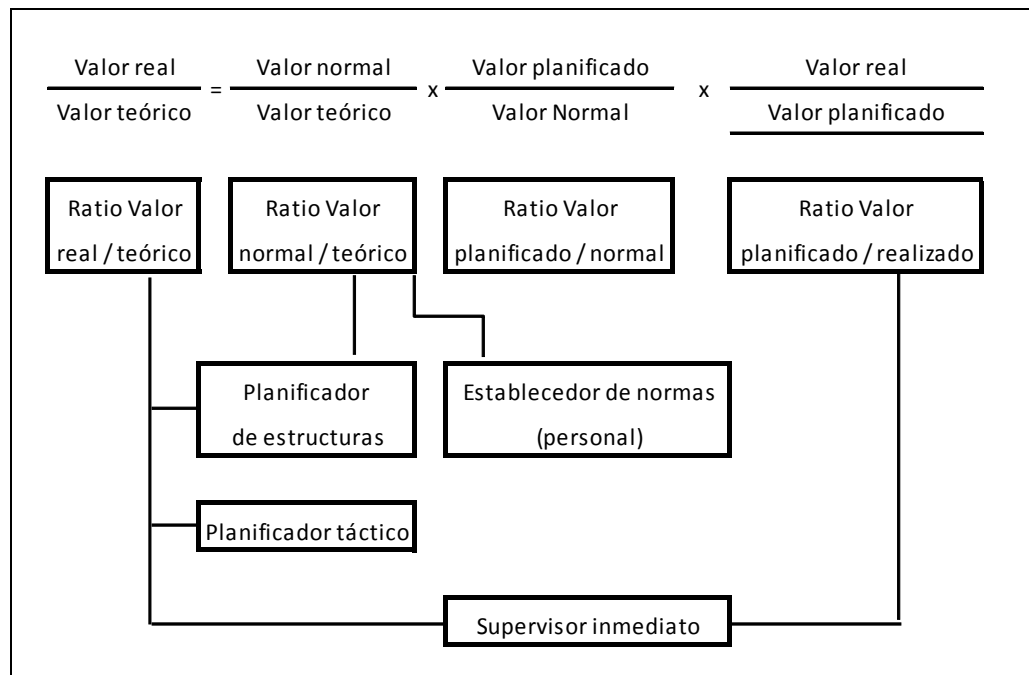 Valor real Valor normal Valor planificado Valor real
= x x
Valor teórico Valor teórico Valor Normal Valor planificado
Ratio Valor Ratio Valor Ratio Valor Ratio Valor
real / teórico normal / teórico planificado / normal planificado / realizado
Planificador Establecedor de normas
de estructuras (personal)
Planificador táctico
Supervisor inmediato